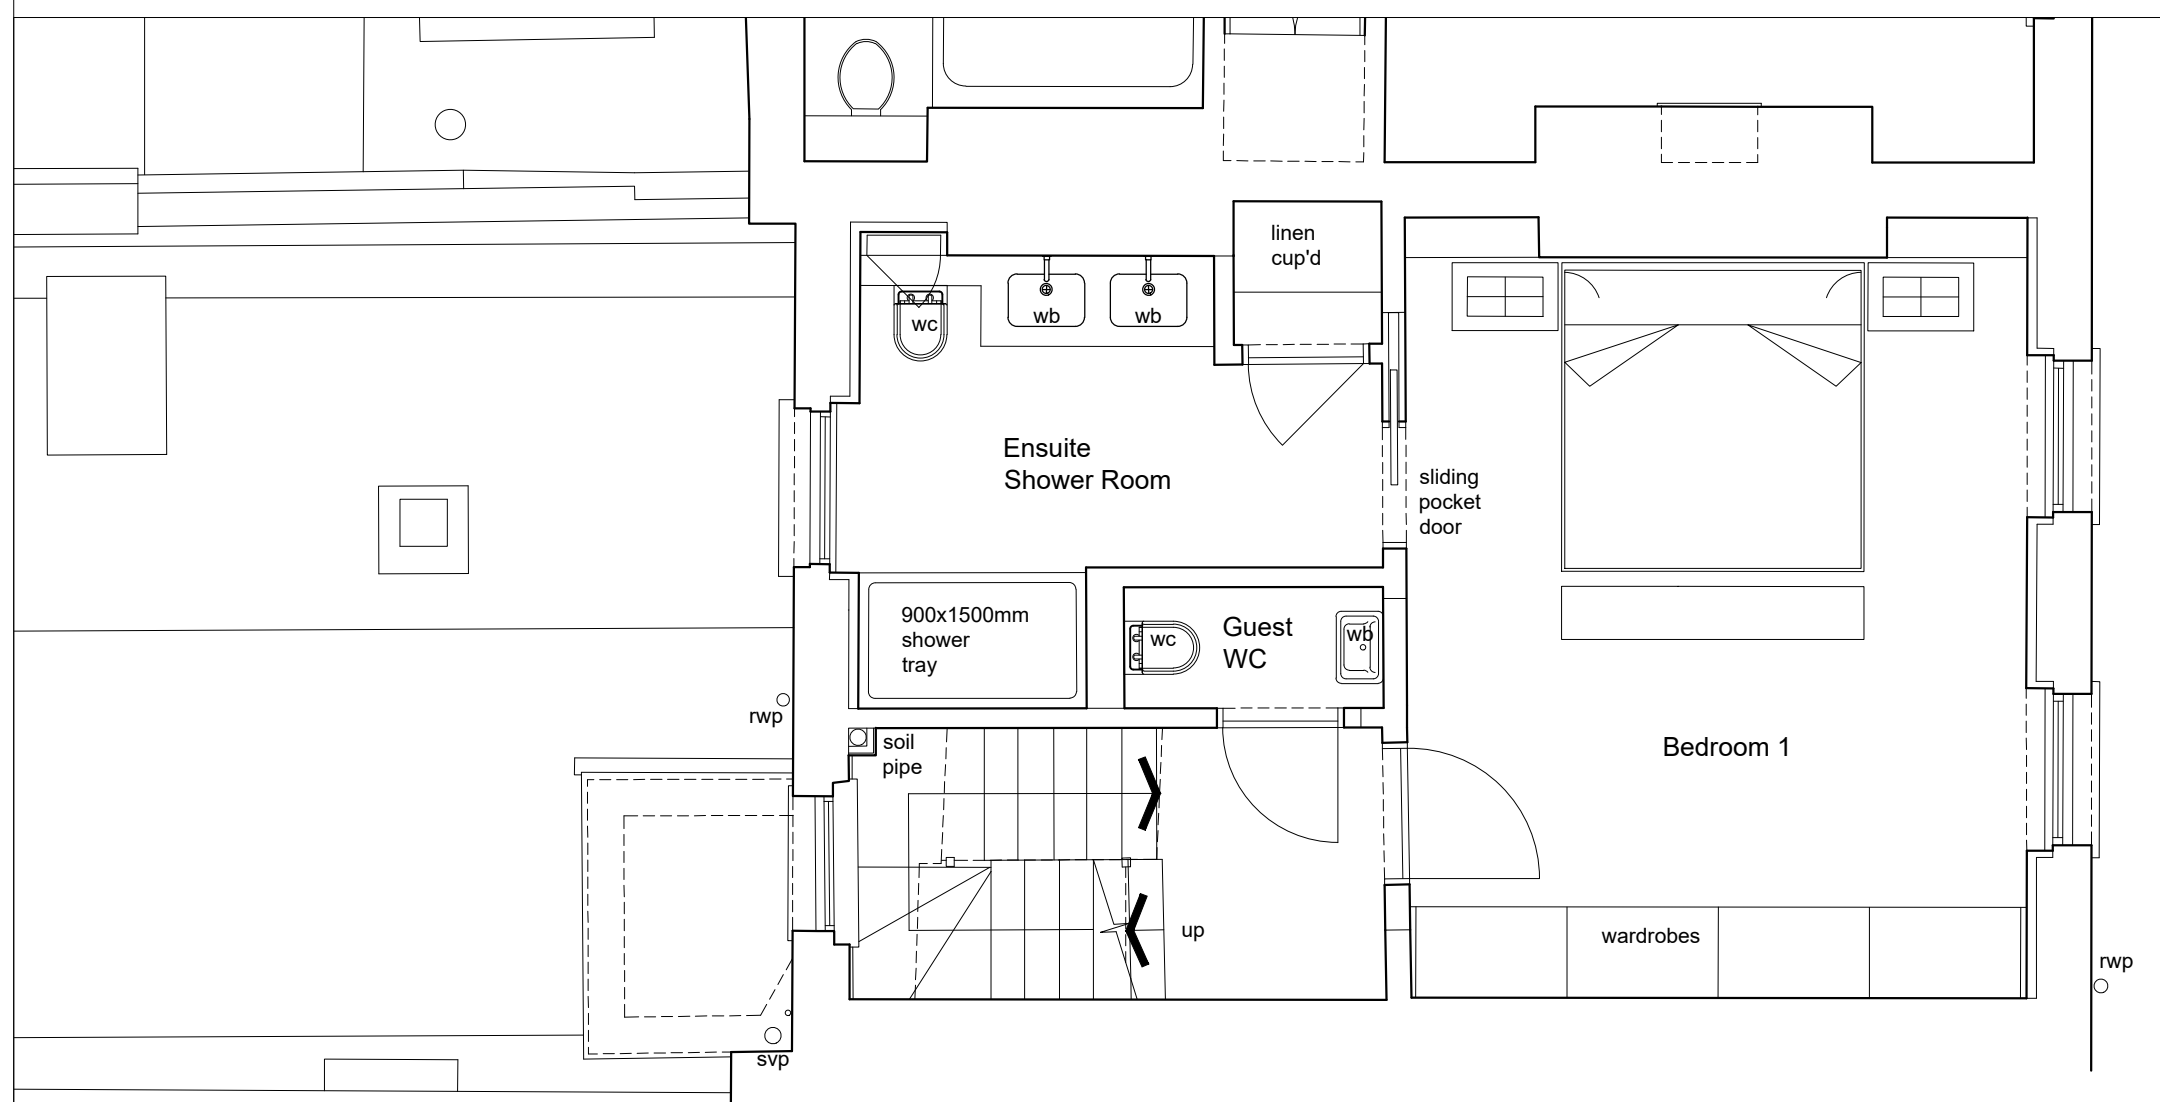 linen
cup'd
wc
wb
wb
Ensuite
Shower Room
sliding
pocket
door
900x1500mm
shower
tray
wc
Guest
WC
wb
rwp
soil
pipe
Bedroom 1
up
wardrobes
rwp
svp